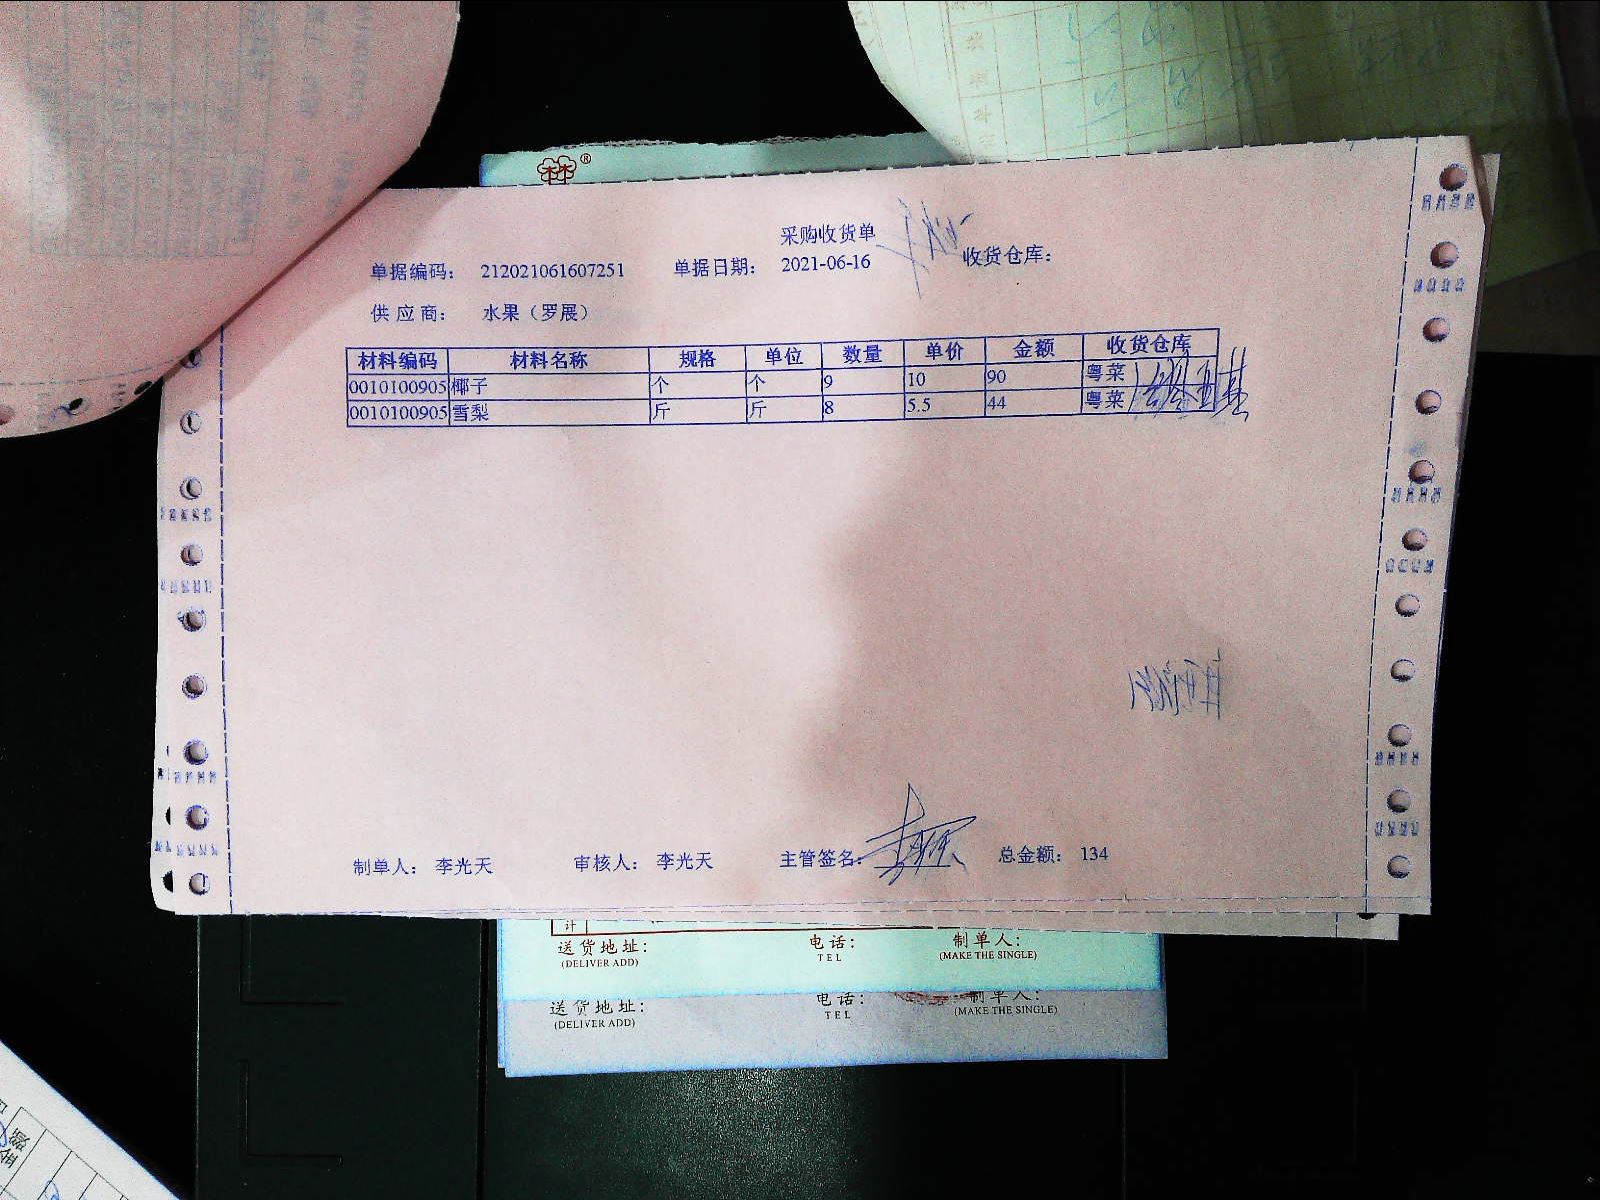 采购收货单
单据编码： 212021061607251 单据日期： 2021-06-16 收货仓库：
供应商： 水果（罗展）
材料编码 材料名称 规格 单位 数量 单价 金额 收货仓库
0010100905 椰子 个 个 9 10 90 粤菜
0010100905 雪梨 斤 斤 8 5.5 44 粤菜
制单人： 李光天 审核人： 李光天 主管签名： 总金额： 134
计
送货地址： 电话： 制单人：
(DELIVER ADD) TEL (MAKE THE SINGLE)
送货地址： 电话： 制单人：
(DELIVER ADD) TEL (MAKE THE SINGLE)